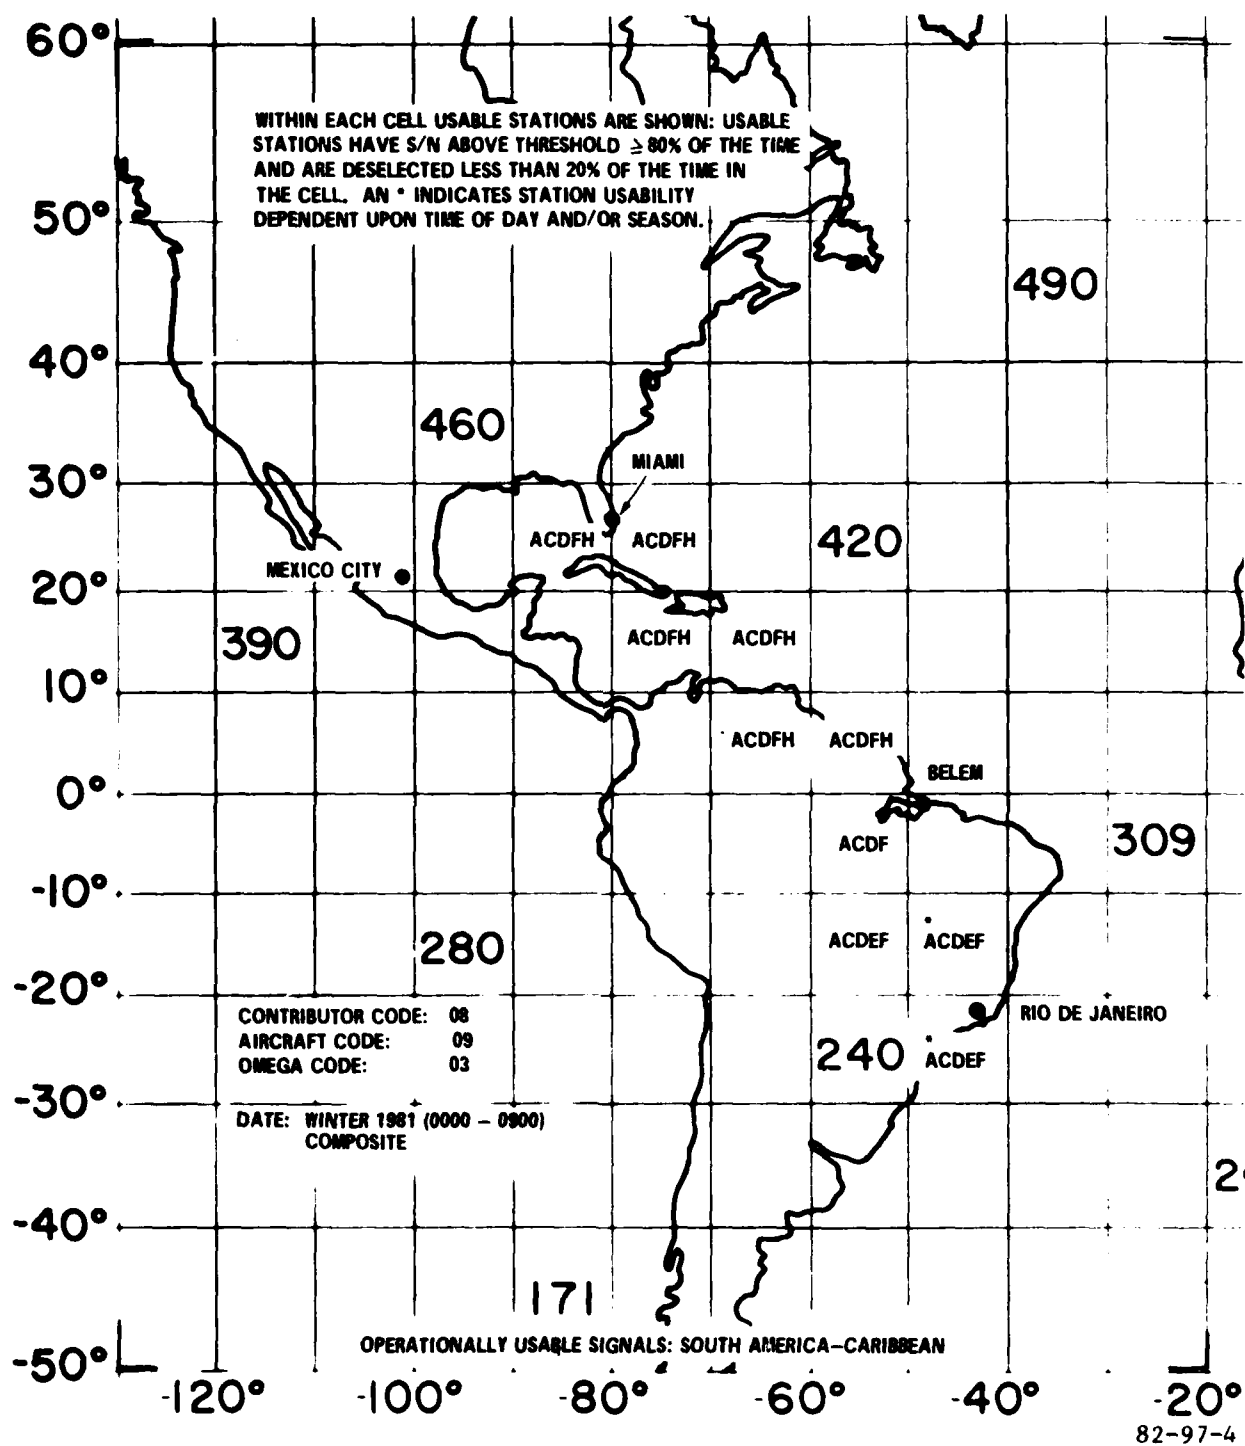 60°
WITHIN EACH CELL USABLE STATIONS ARE SHOWN: USABLE
STATIONS HAVE S/N ABOVE THRESHOLD ≥ 80% OF THE TIME
AND ARE DESELECTED LESS THAN 20% OF THE TIME IN
THE CELL. AN * INDICATES STATION USABILITY
DEPENDENT UPON TIME OF DAY AND/OR SEASON.
50°
490
40°
460
MIAMI
30°
ACDFH ACDFH
420
MEXICO CITY
20°
390
ACDFH ACDFH
10°
ACDFH ACDFH
BELEM
0°
ACDF
309
-10°
280
ACDEF *ACDEF
-20°
CONTRIBUTOR CODE: 08
AIRCRAFT CODE: 09
OMEGA CODE: 03
RIO DE JANEIRO
240
*ACDEF
-30°
DATE: WINTER 1981 (0000 – 0900)
COMPOSITE
-40°
171
OPERATIONALLY USABLE SIGNALS: SOUTH AMERICA–CARIBBEAN
-50°
-120° -100° -80° -60° -40° -20°
82-97-4